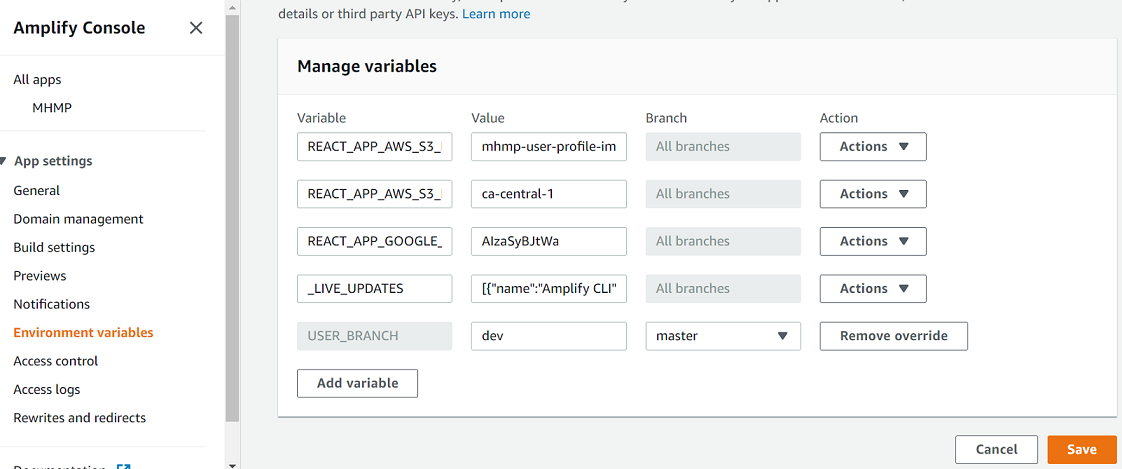 Amplify Console
All apps
MHMP
App settings
General
Domain management
Build settings
Previews
Notifications
Environment variables
Access control
Access logs
Rewrites and redirects
Documentation
details or third party API keys. Learn more
Manage variables
Variable Value Branch Action
REACT_APP_AWS_S3_ mhmp-user-profile-im All branches Actions
REACT_APP_AWS_S3_ ca-central-1 All branches Actions
REACT_APP_GOOGLE_ AIzaSyBJtWa All branches Actions
_LIVE_UPDATES [{"name":"Amplify CLI" All branches Actions
USER_BRANCH dev master Remove override
Add variable
Cancel Save